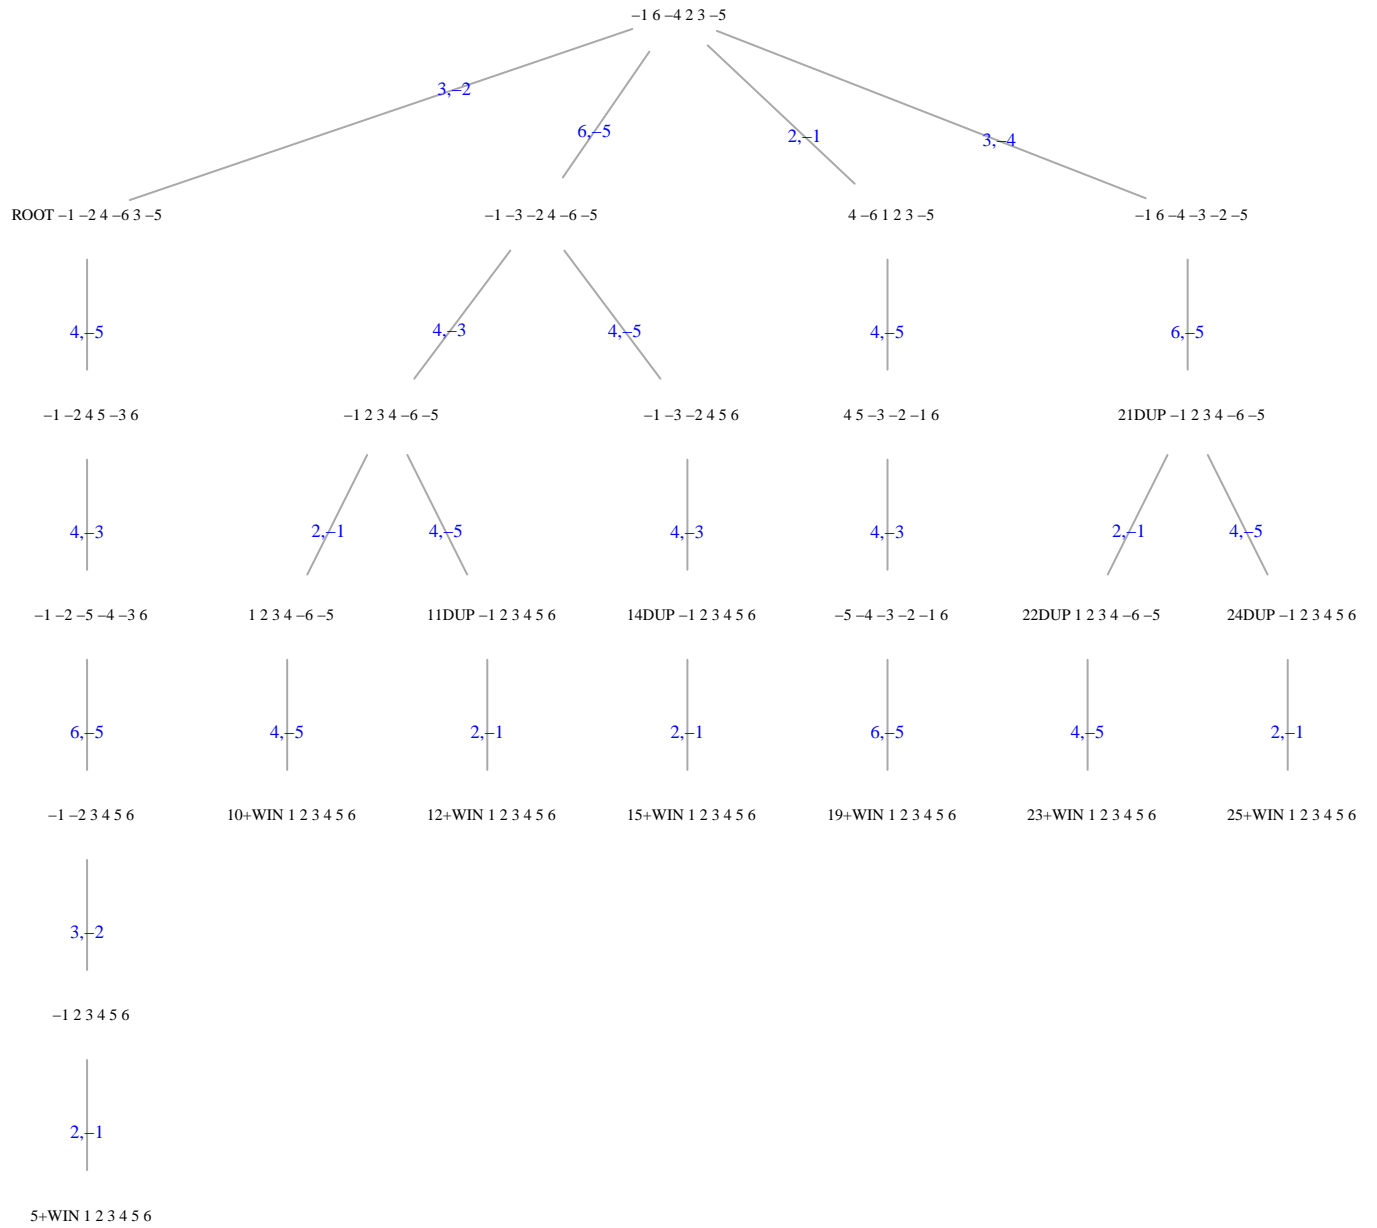 –1 6 –4 2 3 –5
3,–2
6,–5
2,–1
3,–4
ROOT –1 –2 4 –6 3 –5
–1 –3 –2 4 –6 –5
4 –6 1 2 3 –5
–1 6 –4 –3 –2 –5
4,–5
4,–3
4,–5
4,–5
6,–5
–1 –2 4 5 –3 6
–1 2 3 4 –6 –5
–1 –3 –2 4 5 6
4 5 –3 –2 –1 6
21DUP –1 2 3 4 –6 –5
4,–3
2,–1
4,–5
4,–3
4,–3
2,–1
4,–5
–1 –2 –5 –4 –3 6
1 2 3 4 –6 –5
11DUP –1 2 3 4 5 6
14DUP –1 2 3 4 5 6
–5 –4 –3 –2 –1 6
22DUP 1 2 3 4 –6 –5
24DUP –1 2 3 4 5 6
6,–5
4,–5
2,–1
2,–1
6,–5
4,–5
2,–1
–1 –2 3 4 5 6
10+WIN 1 2 3 4 5 6
12+WIN 1 2 3 4 5 6
15+WIN 1 2 3 4 5 6
19+WIN 1 2 3 4 5 6
23+WIN 1 2 3 4 5 6
25+WIN 1 2 3 4 5 6
3,–2
–1 2 3 4 5 6
2,–1
5+WIN 1 2 3 4 5 6